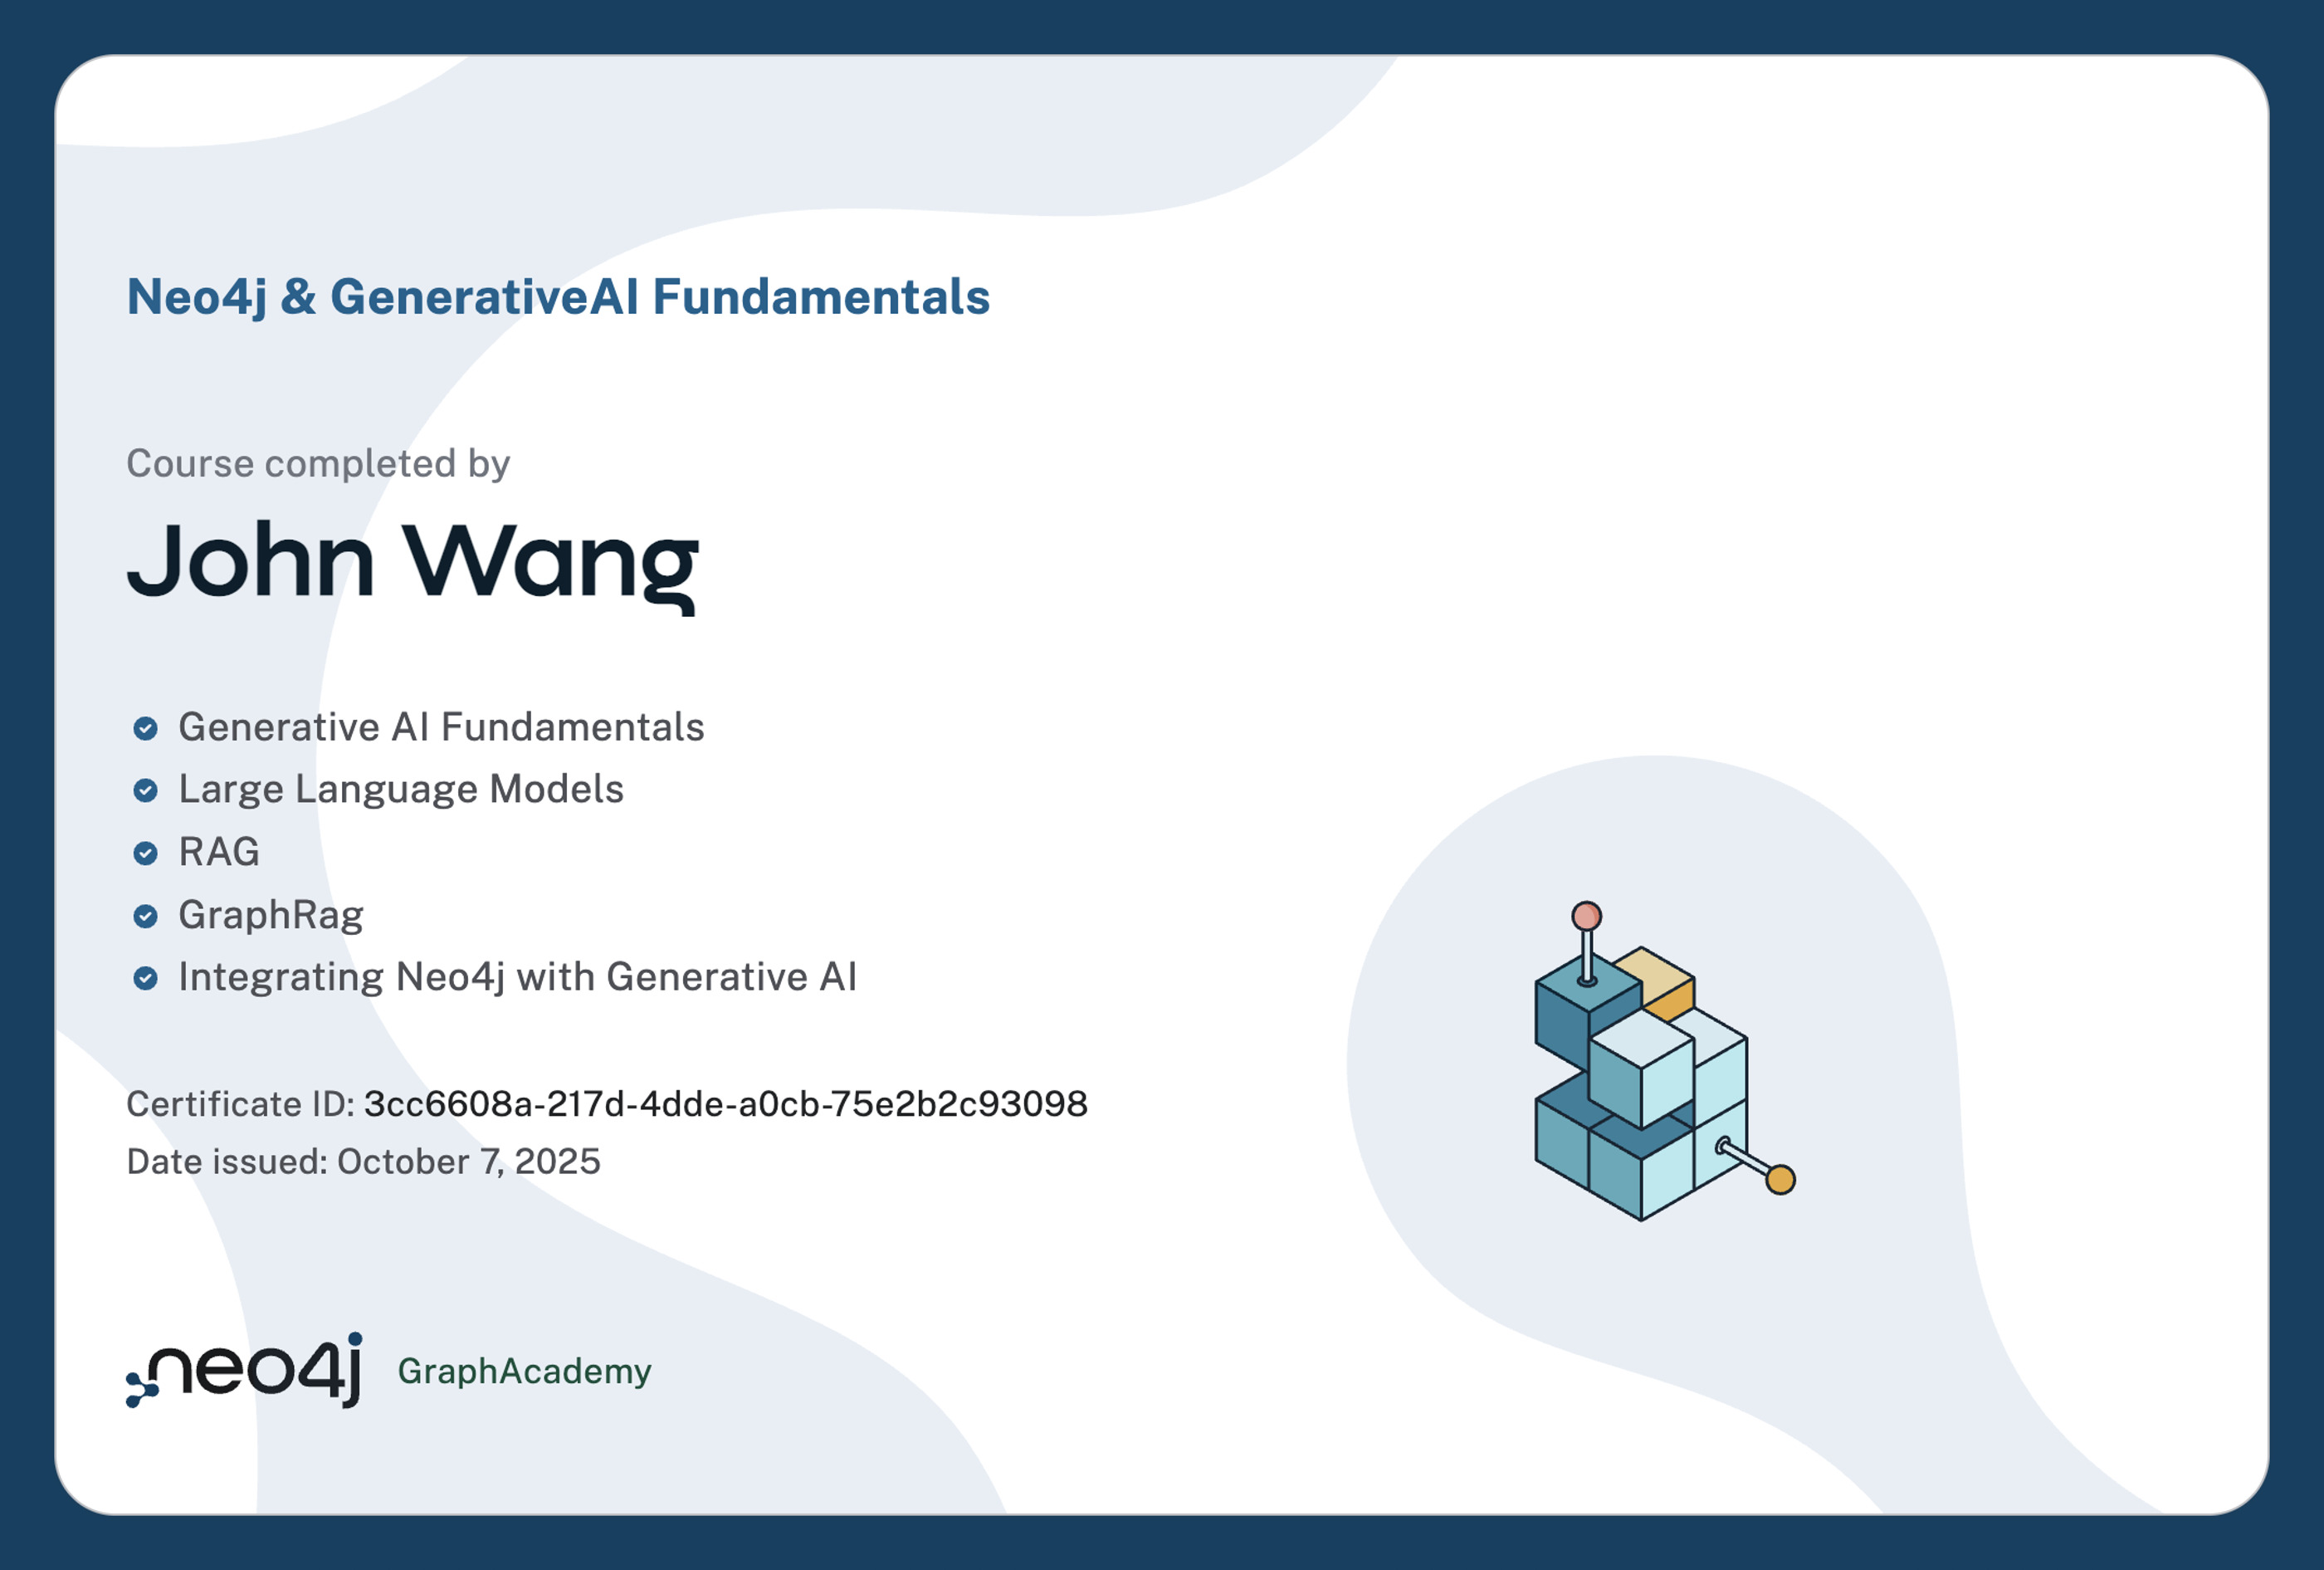 Neo4j & GenerativeAI Fundamentals
Course completed by
John Wang
Generative AI Fundamentals
Large Language Models
RAG
GraphRag
Integrating Neo4j with Generative AI
Certificate ID: 3cc6608a-217d-4dde-a0cb-75e2b2c93098
Date issued: October 7, 2025
neo4j GraphAcademy